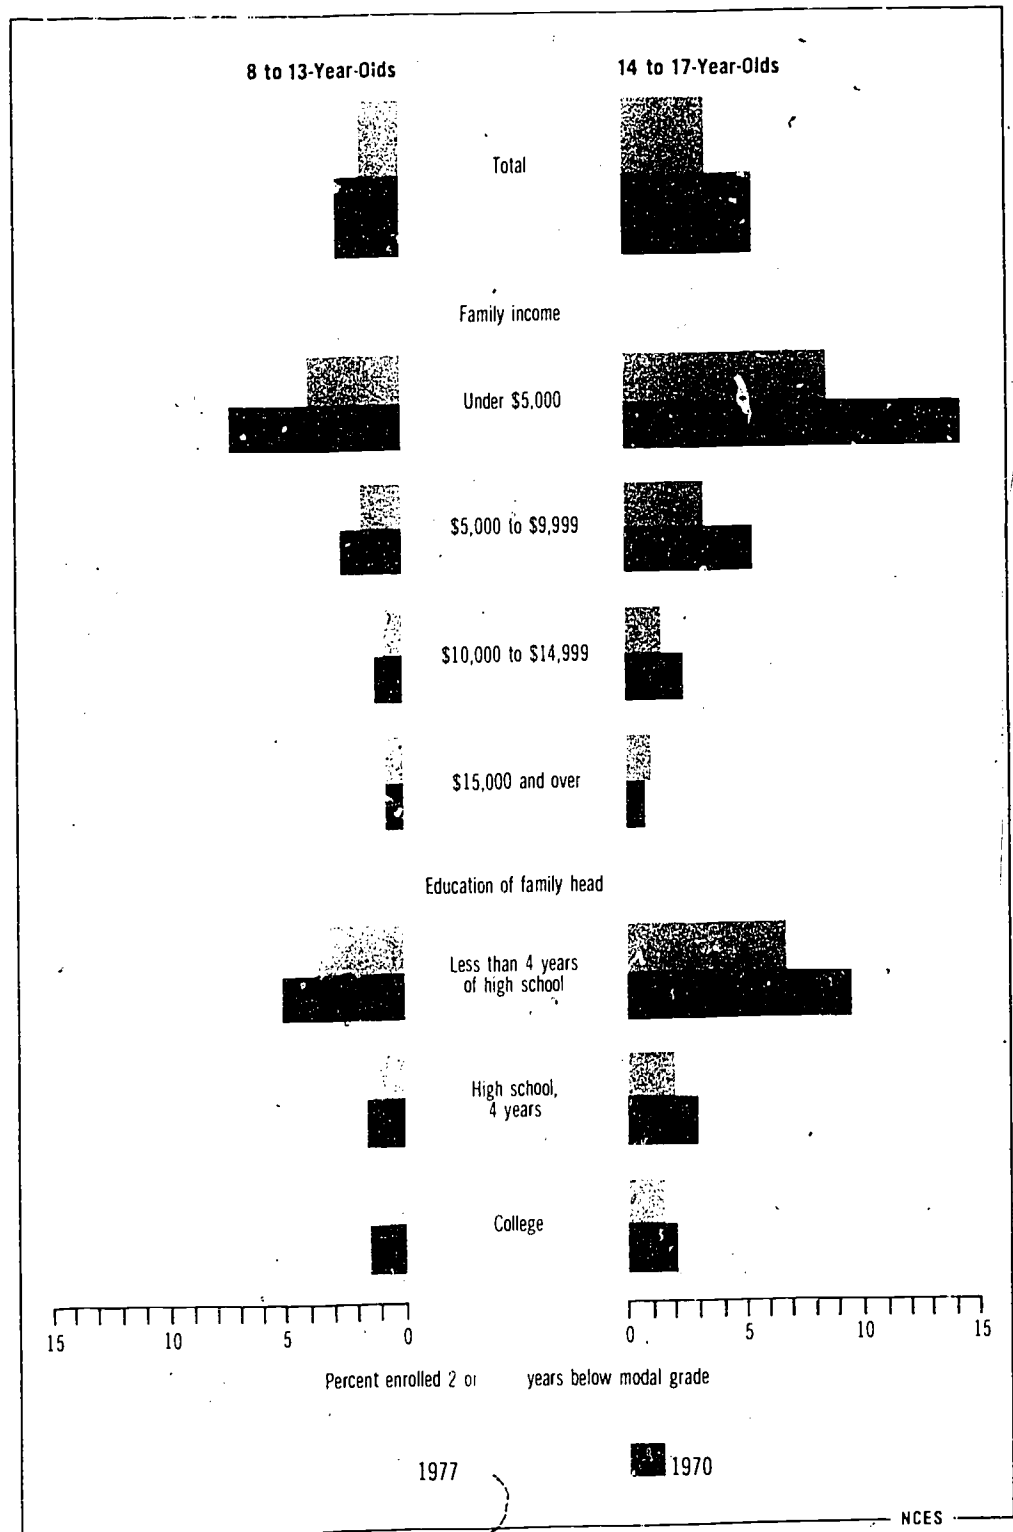 8 to 13-Year-Olds
14 to 17-Year-Olds
Total
Family income
Under $5,000
$5,000 to $9,999
$10,000 to $14,999
$15,000 and over
Education of family head
Less than 4 years
of high school
High school,
4 years
College
15 10 5 0
0 5 10 15
Percent enrolled 2 or years below modal grade
1977
1970
NCES